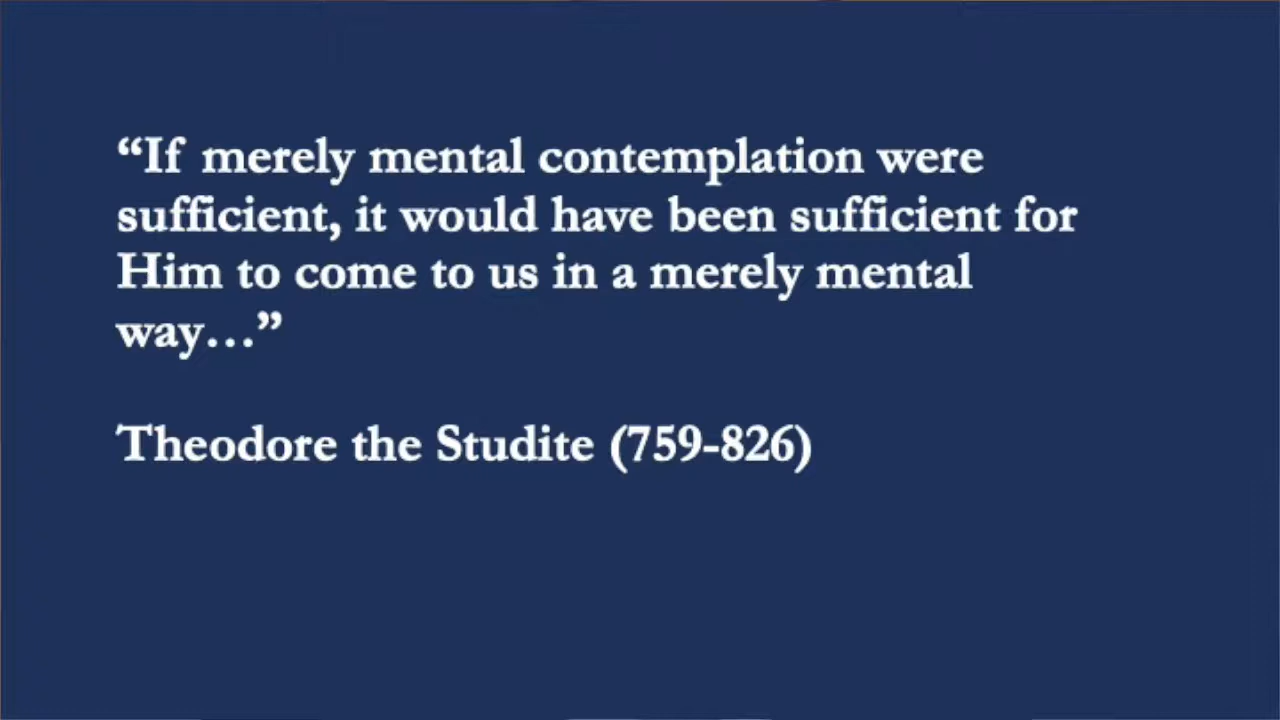 “If merely mental contemplation were
sufficient, it would have been sufficient for
Him to come to us in a merely mental
way…”
Theodore the Studite (759-826)